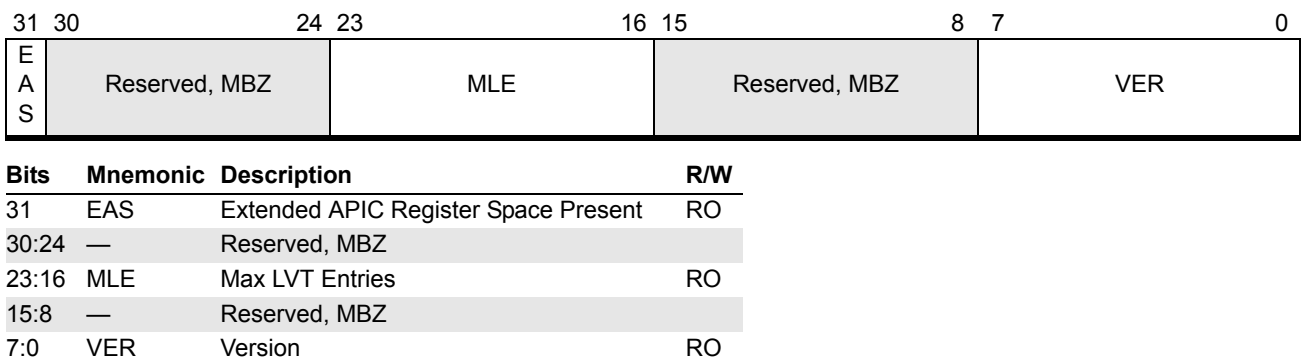 31 30 24 23 16 15 8 7 0
E
A
S
Reserved, MBZ MLE Reserved, MBZ VER
Bits Mnemonic Description R/W
31 EAS Extended APIC Register Space Present RO
30:24 — Reserved, MBZ
23:16 MLE Max LVT Entries RO
15:8 — Reserved, MBZ
7:0 VER Version RO